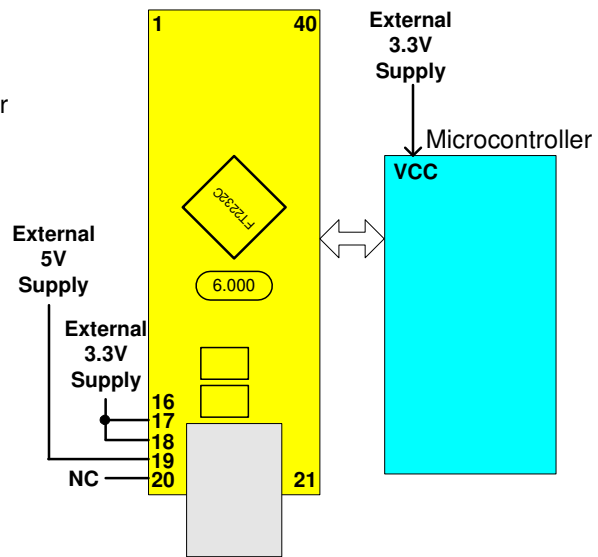 1 40
External
3.3V
Supply
r
Microcontroller
VCC
FT2232C
External
5V
Supply
6.000
External
3.3V
Supply
16
17
18
19
NC 20 21